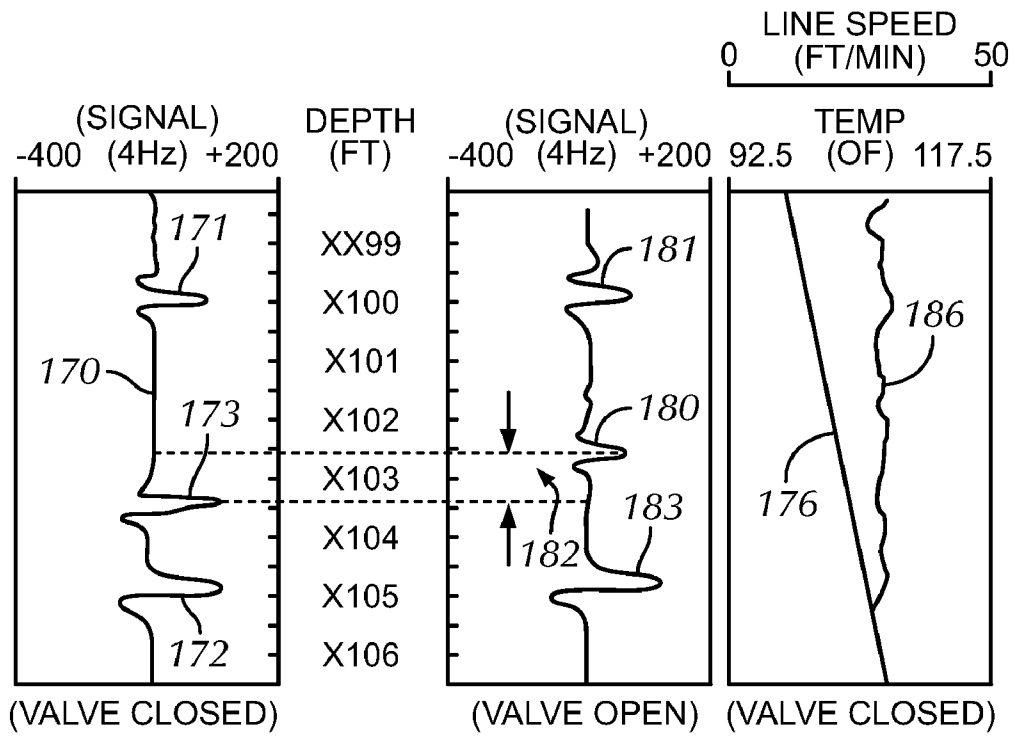 LINE SPEED
0 (FT/MIN) 50
(SIGNAL) DEPTH (SIGNAL) TEMP
-400 (4Hz) +200 (FT) -400 (4Hz) +200 92.5 (OF) 117.5
171
XX99
181
X100
186
170
X101
173
X102
180
X103
176
183
X104
182
X105
172
X106
(VALVE CLOSED) (VALVE OPEN) (VALVE CLOSED)